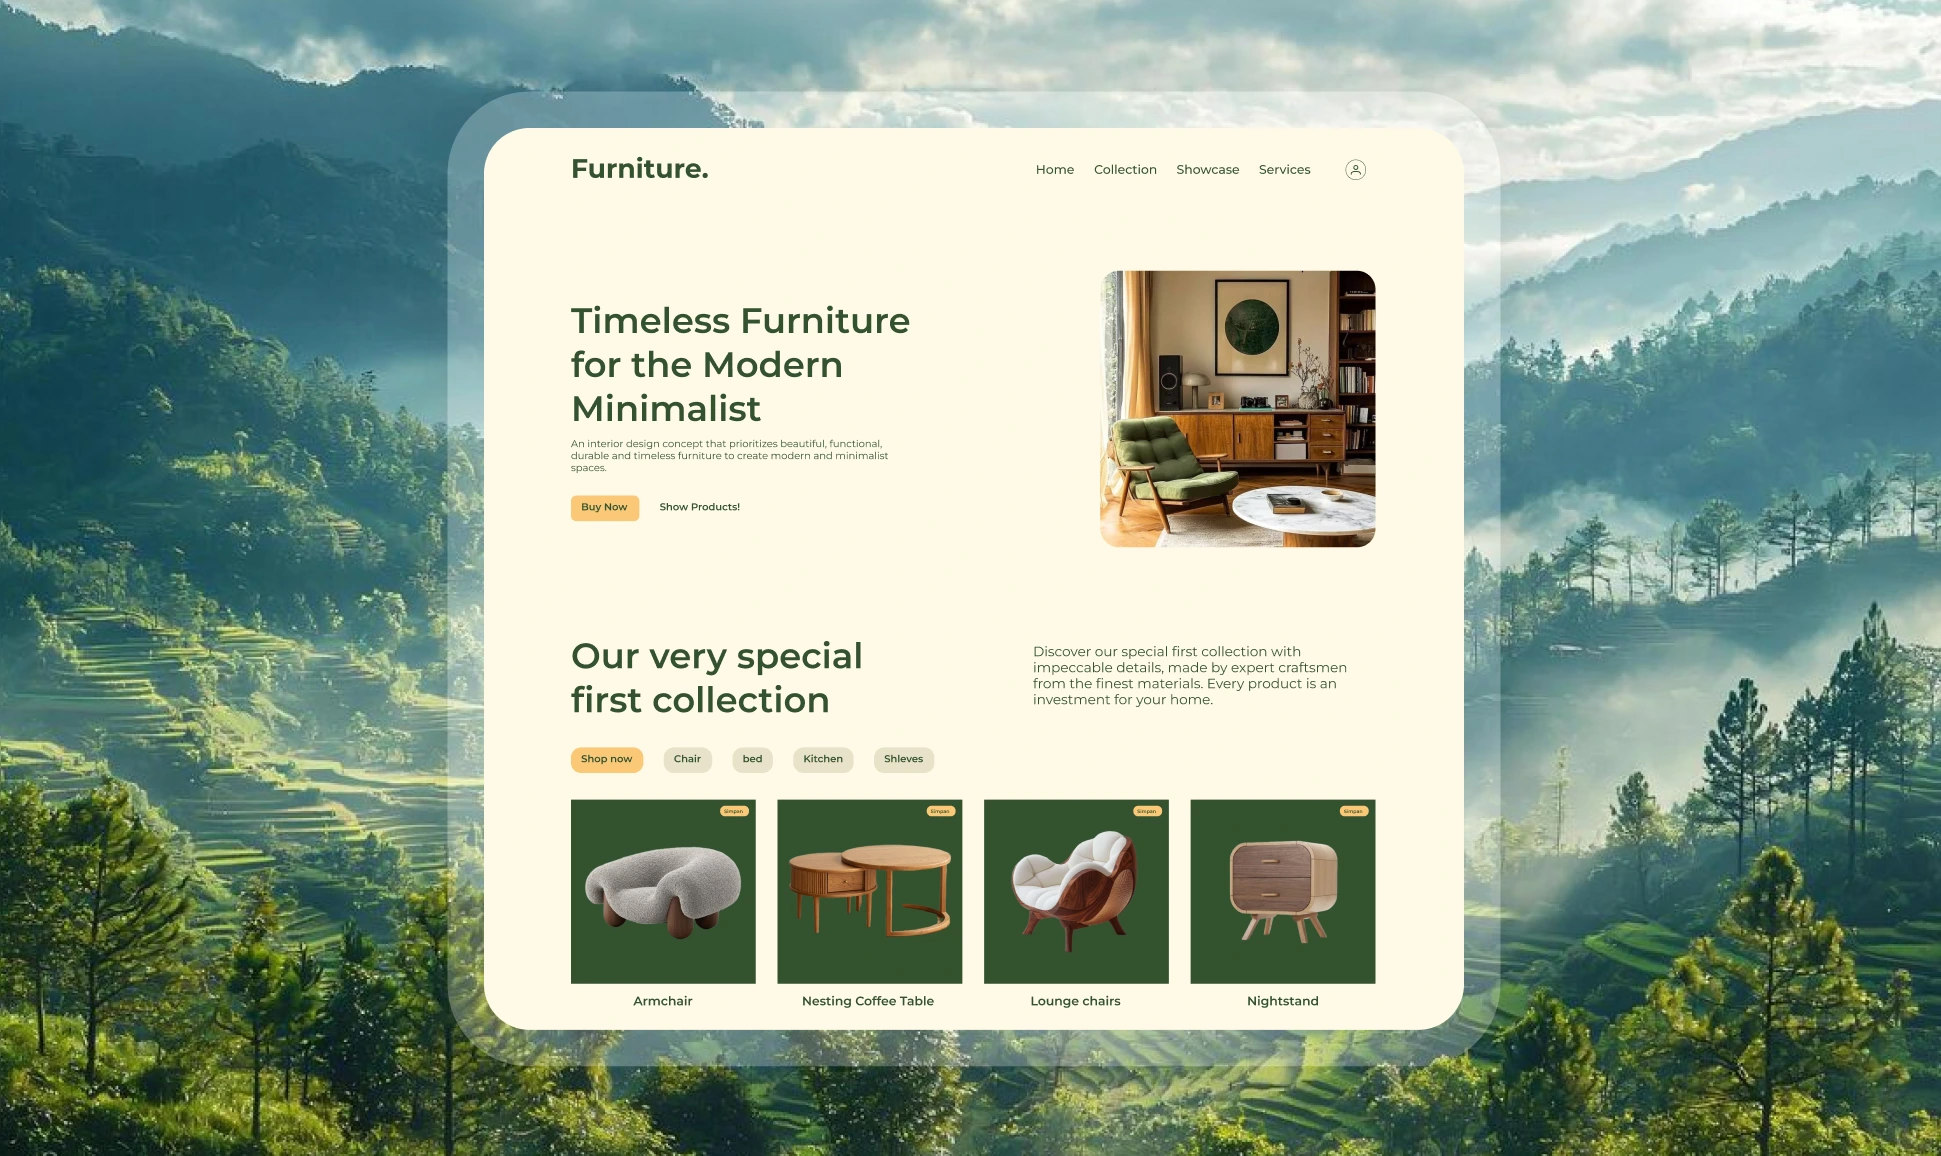 Furniture.
Home Collection Showcase Services
Timeless Furniture
for the Modern
Minimalist
An interior design concept that prioritizes beautiful, functional,
durable and timeless furniture to create modern and minimalist
spaces.
Buy Now Show Products!
Our very special
first collection
Discover our special first collection with
impeccable details, made by expert craftsmen
from the finest materials. Every product is an
investment for your home.
Shop now Chair bed Kitchen Shleves
Simpan Simpan Simpan Simpan
Armchair Nesting Coffee Table Lounge chairs Nightstand